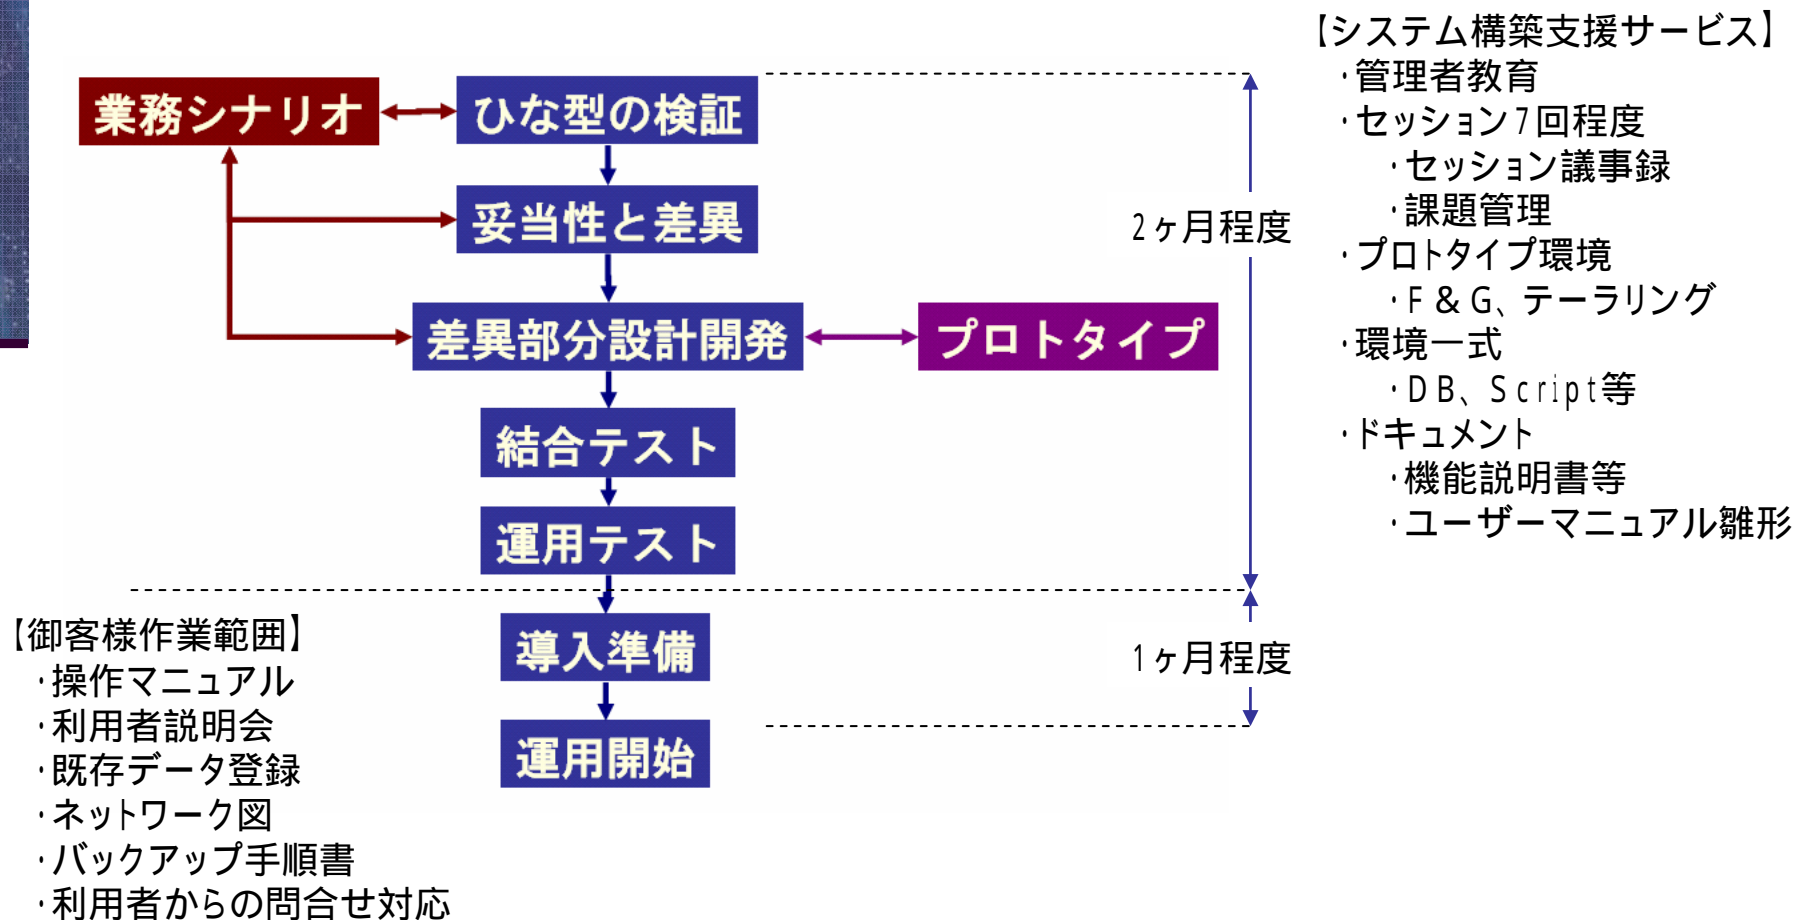 【システム構築支援サービス】
・管理者教育
・セッション7回程度
・セッション議事録
・課題管理
・プロトタイプ環境
・F&G、テーラリング
・環境一式
・DB、Script等
・ドキュメント
・機能説明書等
・ユーザーマニュアル雛形
業務シナリオ
ひな型の検証
妥当性と差異
2ヶ月程度
差異部分設計開発
プロトタイプ
結合テスト
運用テスト
導入準備
1ヶ月程度
運用開始
【御客様作業範囲】
・操作マニュアル
・利用者説明会
・既存データ登録
・ネットワーク図
・バックアップ手順書
・利用者からの問合せ対応